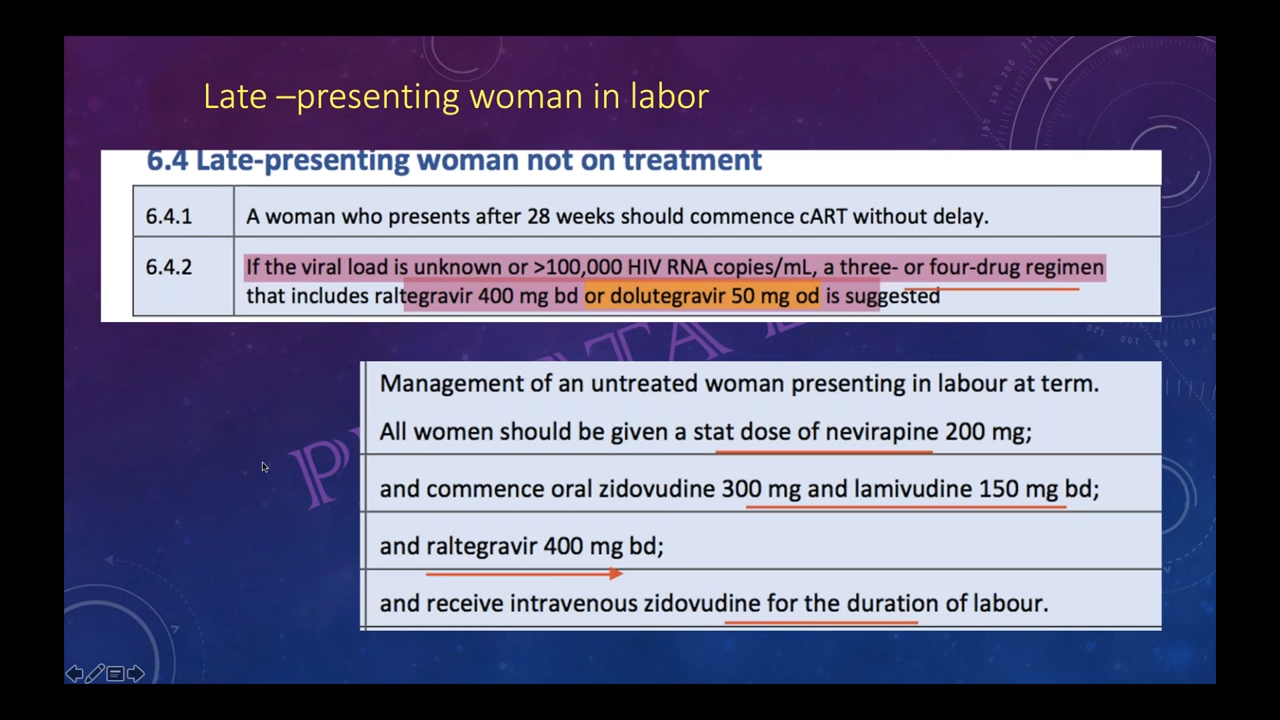 Late –presenting woman in labor
6.4 Late-presenting woman not on treatment
6.4.1 A woman who presents after 28 weeks should commence cART without delay.
6.4.2 If the viral load is unknown or >100,000 HIV RNA copies/mL, a three- or four-drug regimen
that includes raltegravir 400 mg bd or dolutegravir 50 mg od is suggested
Management of an untreated woman presenting in labour at term.
All women should be given a stat dose of nevirapine 200 mg;
and commence oral zidovudine 300 mg and lamivudine 150 mg bd;
and raltegravir 400 mg bd;
and receive intravenous zidovudine for the duration of labour.